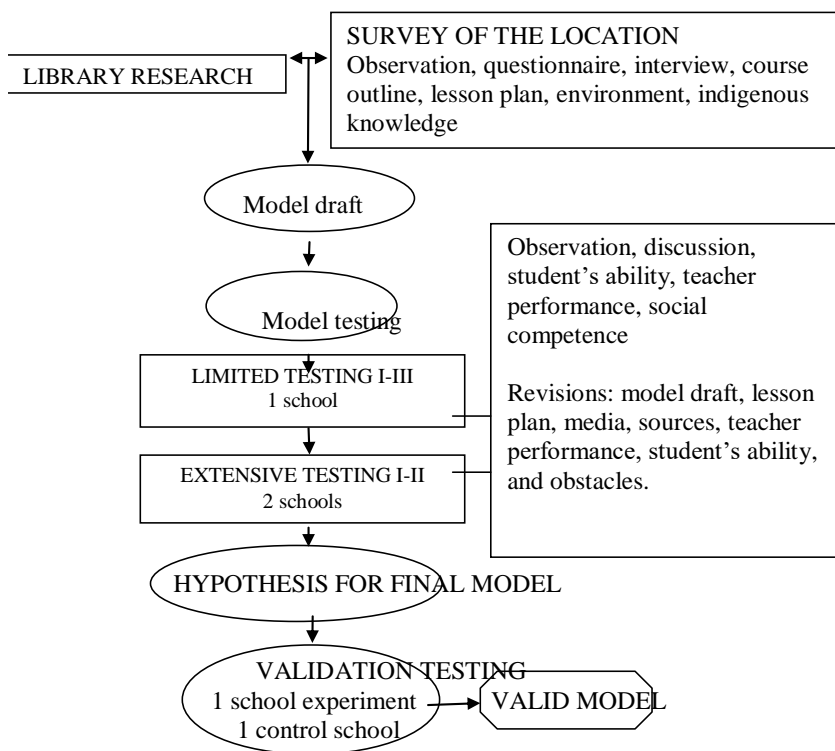 LIBRARY RESEARCH
SURVEY OF THE LOCATION
Observation, questionnaire, interview, course
outline, lesson plan, environment, indigenous
knowledge
Model draft
Model testing
LIMITED TESTING I-III
1 school
EXTENSIVE TESTING I-II
2 schools
Observation, discussion,
student’s ability, teacher
performance, social
competence
Revisions: model draft, lesson
plan, media, sources, teacher
performance, student’s ability,
and obstacles.
HYPOTHESIS FOR FINAL MODEL
VALIDATION TESTING
1 school experiment
1 control school
VALID MODEL